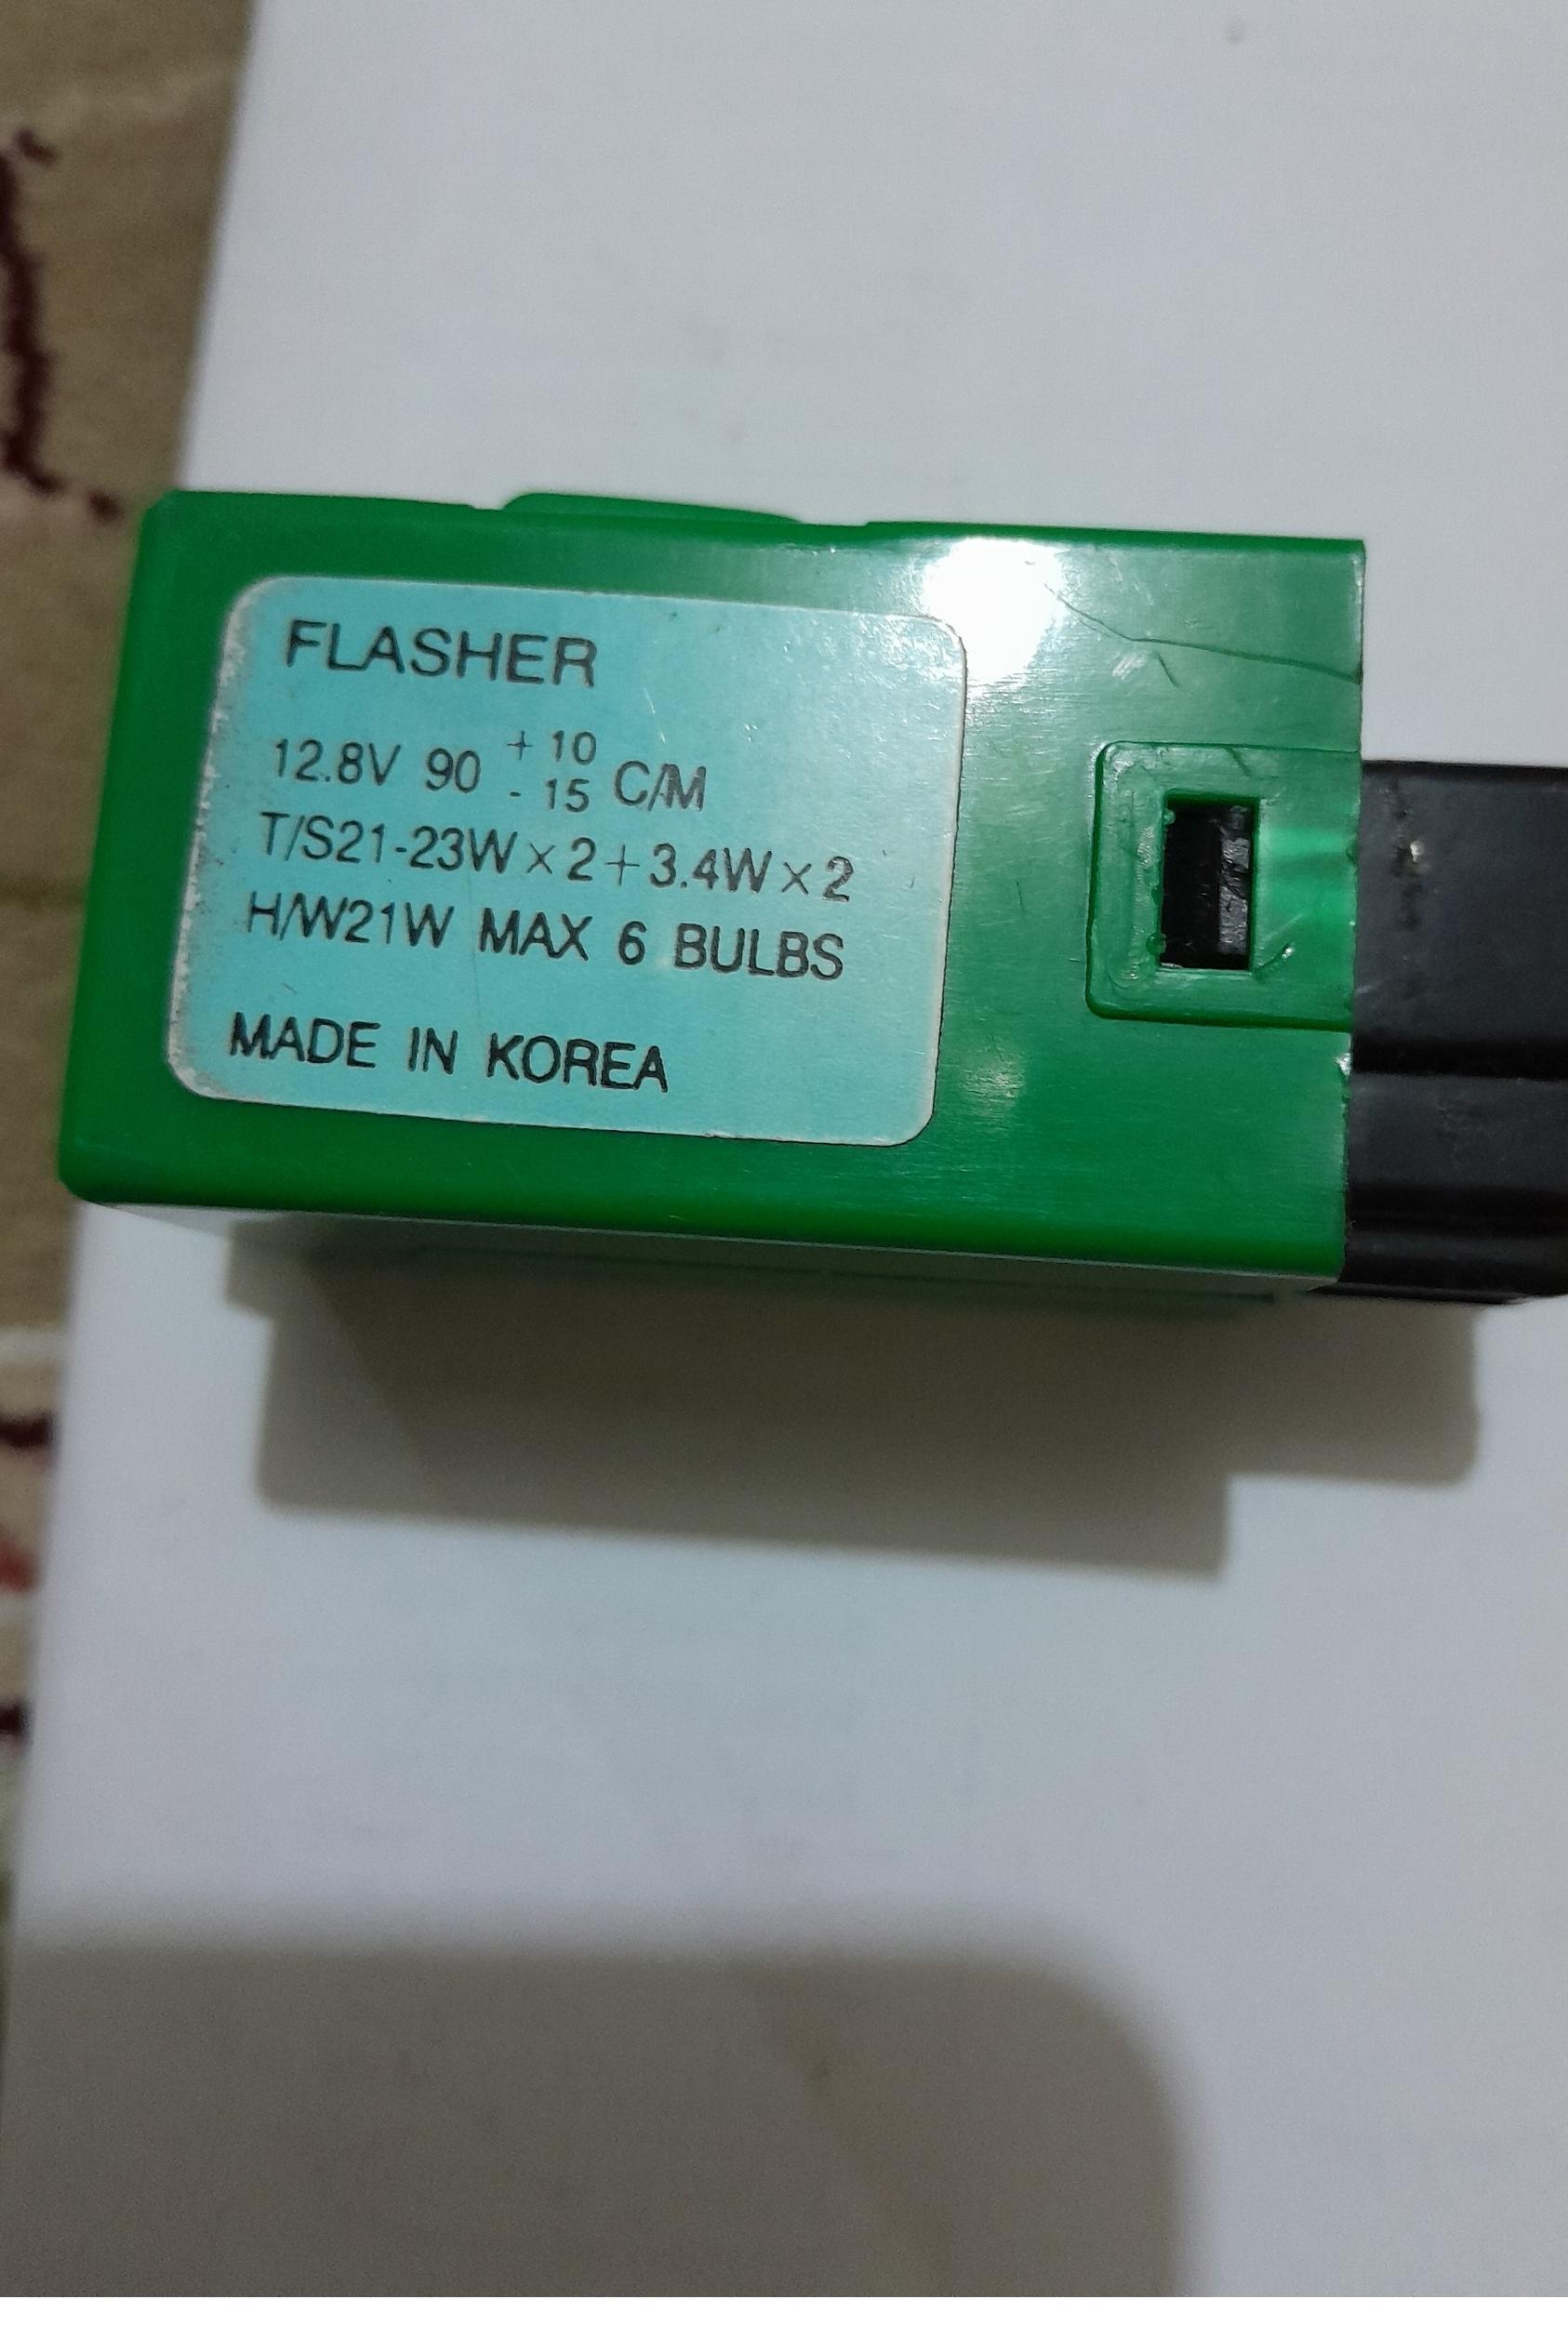 FLASHER
12.8V 90 +10 -15 C/M
T/S21-23W×2+3.4W×2
H/W21W MAX 6 BULBS
MADE IN KOREA